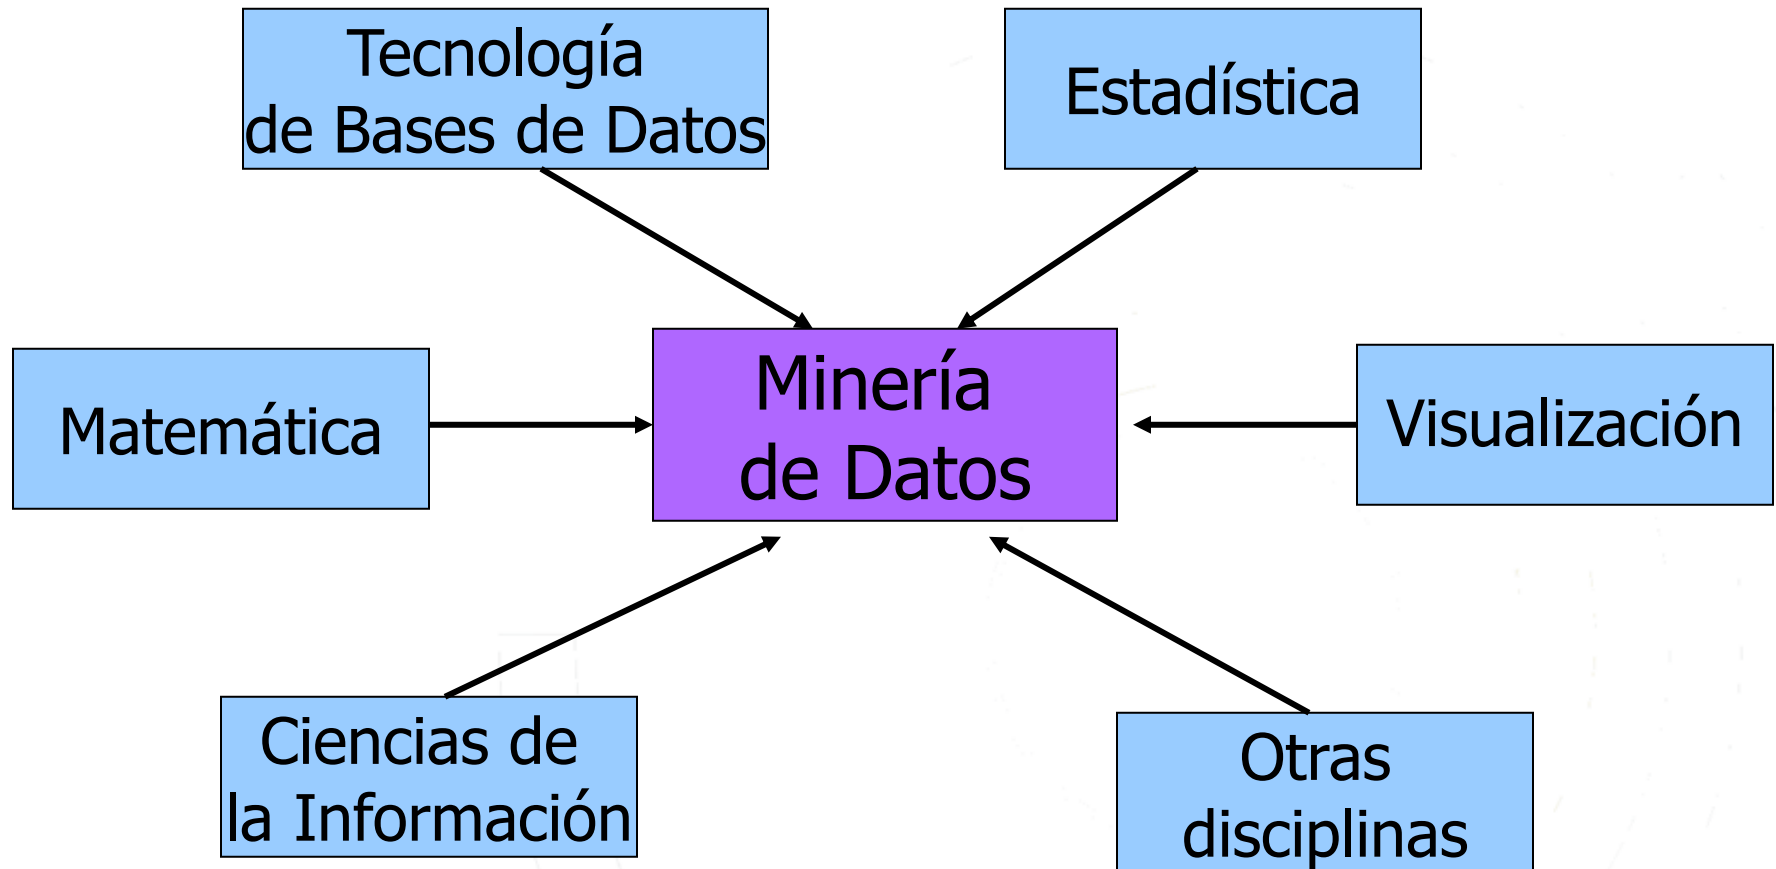 Tecnología
de Bases de Datos
Estadística
Matemática
Minería
de Datos
Visualización
Ciencias de
la Información
Otras
disciplinas